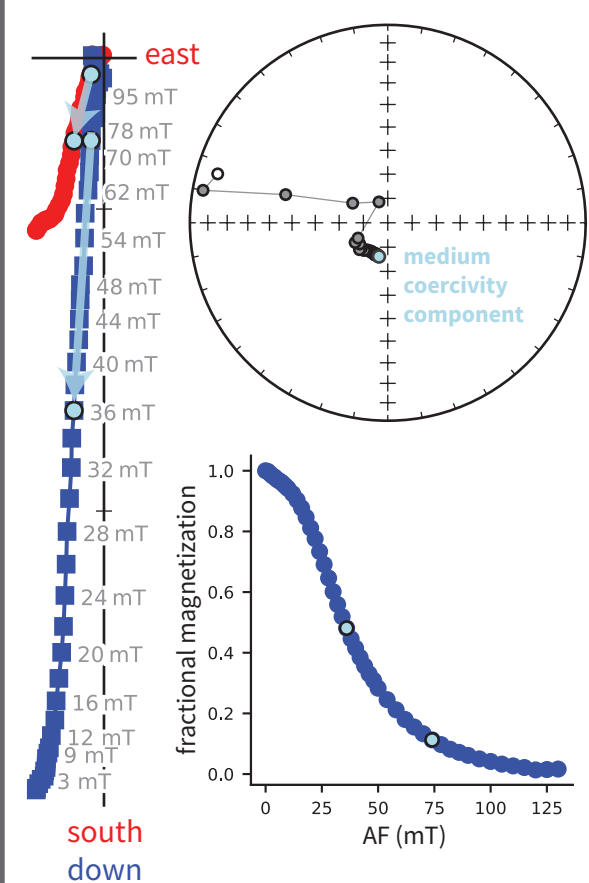 east
95 mT
78 mT
70 mT
62 mT
54 mT
48 mT
44 mT
40 mT
36 mT
32 mT
28 mT
24 mT
20 mT
16 mT
12 mT
9 mT
3 mT
south
down
medium
coercivity
component
fractional magnetization
1.0
0.8
0.6
0.4
0.2
0.0
0 25 50 75 100 125
AF (mT)